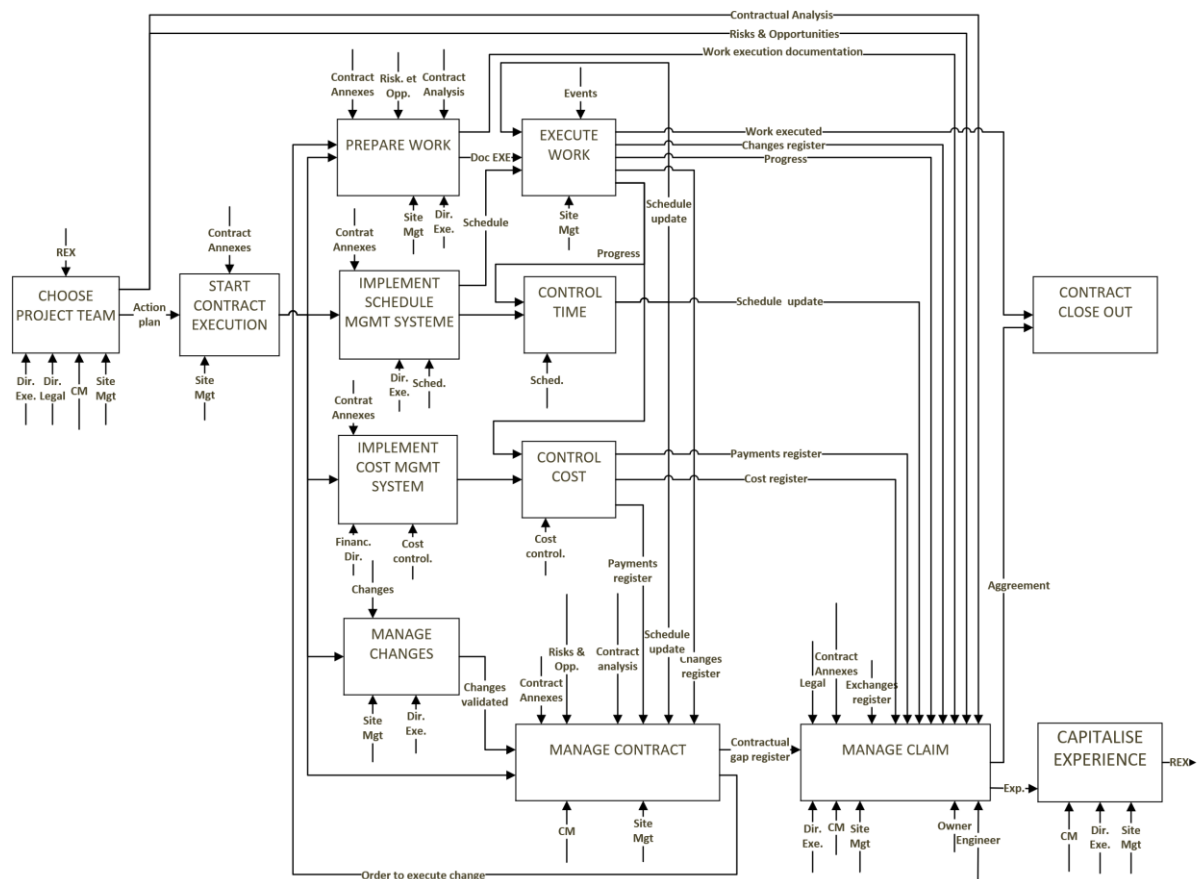 Contractual Analysis
Risks & Opportunities
Work execution documentation
Contract
Annexes
Risk. et
Opp.
Contract
Analysis
Events
PREPARE WORK
Doc EXE
EXECUTE
WORK
Work executed
Changes register
Progress
Site
Mgt
Dir.
Exe.
Schedule
Site
Mgt
Schedule
update
Contract
Annexes
Contrat
Annexes
REX
Progress
CHOOSE
PROJECT TEAM
Action
plan
START
CONTRACT
EXECUTION
IMPLEMENT
SCHEDULE
MGMT SYSTEME
CONTROL
TIME
Schedule update
CONTRACT
CLOSE OUT
Dir.
Exe.
Dir.
Legal
CM
Site
Mgt
Site
Mgt
Dir.
Exe.
Sched.
Sched.
Contrat
Annexes
IMPLEMENT
COST MGMT
SYSTEM
CONTROL
COST
Payments register
Cost register
Financ.
Dir.
Cost
control.
Cost
control.
Payments
register
Changes
Aggreement
MANAGE
CHANGES
Changes
validated
Site
Mgt
Dir.
Exe.
Contract
Annexes
Risks &
Opp.
Contract
analysis
Schedule
update
Changes
register
Legal
Contract
Annexes
Exchanges
register
MANAGE CONTRACT
Contractual
gap register
MANAGE CLAIM
Exp.
CAPITALISE
EXPERIENCE
REX
CM
Site
Mgt
Dir.
Exe.
CM
Site
Mgt
Owner
Engineer
CM
Dir.
Exe.
Site
Mgt
Order to execute change